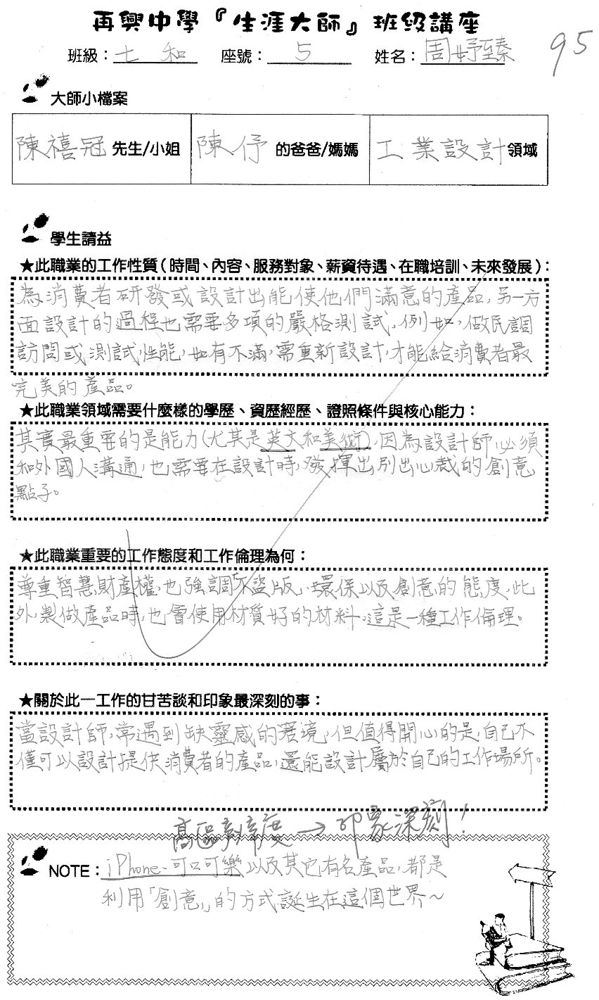 再興中學『生涯大師』班級講座
班級：七 和 座號：5 姓名：周妤臻
95
大師小檔案
陳禧冠 先生/小姐 陳伃 的爸爸/媽媽 工業設計 領域
學生請益
★此職業的工作性質（時間、內容、服務對象、薪資待遇、在職培訓、未來發展）：
為消費者研發或設計出能使他們滿意的產品，另一方
面設計的過程也需要多項的嚴格測試。例如，做民調
訪問或測試性能，如有不滿，需重新設計，才能給消費者最
完美的產品。
★此職業領域需要什麼樣的學歷、資歷經歷、證照條件與核心能力：
其實最重要的是能力(尤其是英文和美術)，因為設計師必須
和外國人溝通，也需要在設計時，發揮出別出心裁的創意
點子。
★此職業重要的工作態度和工作倫理為何：
尊重智慧財產權，也強調「不盜版」、環保以及創意的態度，此
外，製做產品時，也會使用材質好的材料。這是一種工作倫理。
★關於此一工作的甘苦談和印象最深刻的事：
當設計師，常遇到缺靈感的窘境，但值得開心的是，自己不
僅可以設計提供消費者的產品，還能設計屬於自己的工作場所。
高區刻率度→印象深刻！
NOTE：iPhone、可口可樂以及其它有名產品，都是
利用「創意」的方式誕生在這個世界～